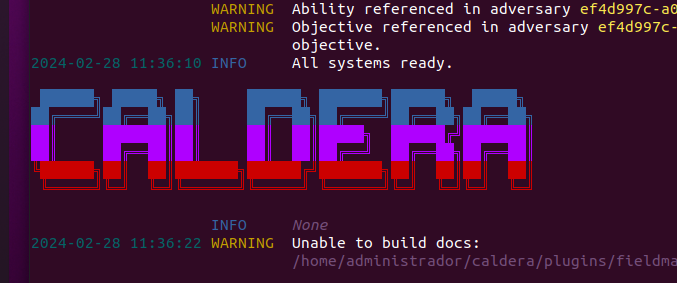 WARNING Ability referenced in adversary ef4d997c-a0
WARNING Objective referenced in adversary ef4d997c-
objective.
2024-02-28 11:36:10 INFO All systems ready.
CALDERA
INFO None
2024-02-28 11:36:22 WARNING Unable to build docs:
/home/administrador/caldera/plugins/fieldma